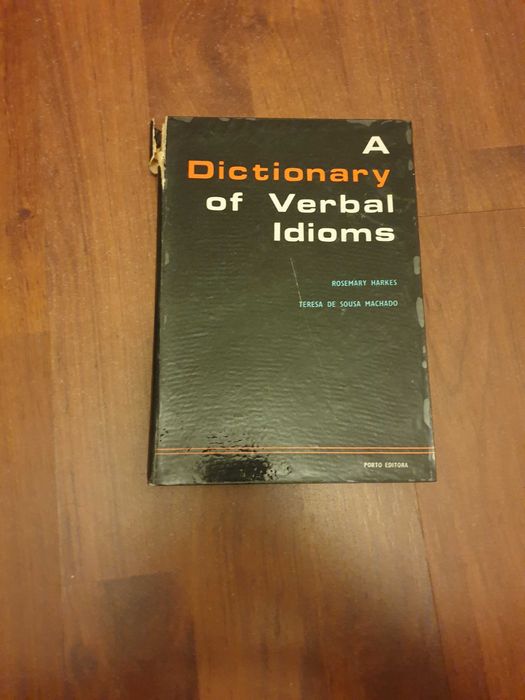 A
Dictionary
of Verbal
Idioms
ROSEMARY HARKES
TERESA DE SOUSA MACHADO
PORTO EDITORA